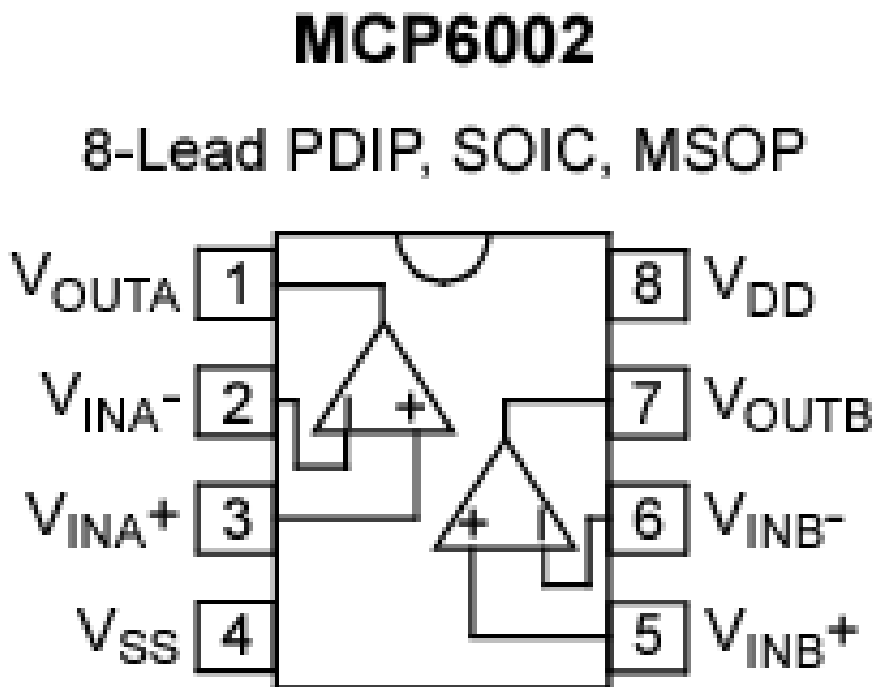 MCP6002
8-Lead PDIP, SOIC, MSOP
VOUTA 1 8 VDD
VINA- 2 + 7 VOUTB
VINA+ 3 + 6 VINB-
VSS 4 5 VINB+